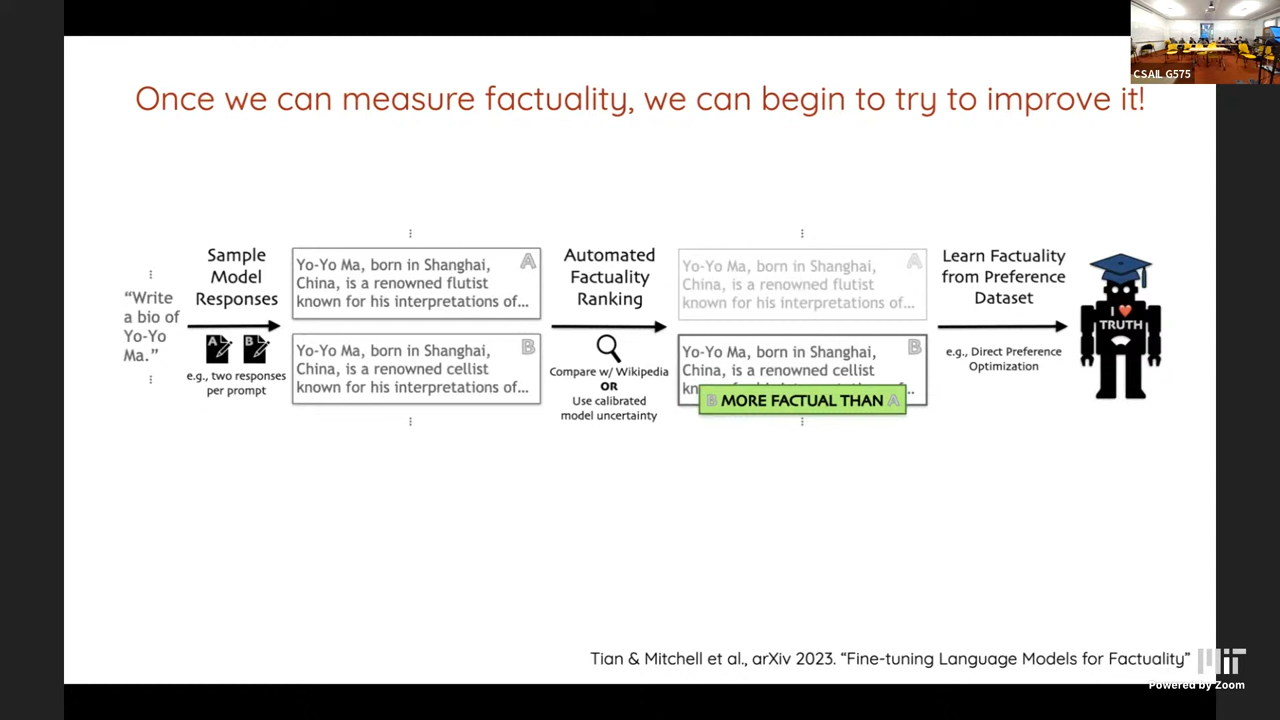 CSAIL G575
Once we can measure factuality, we can begin to try to improve it!
“Write
a bio of
Yo-Yo
Ma.”
Sample
Model
Responses
A
B
e.g., two responses
per prompt
Yo-Yo Ma, born in Shanghai,
China, is a renowned flutist
known for his interpretations of...
A
Yo-Yo Ma, born in Shanghai,
China, is a renowned cellist
known for his interpretations of...
B
Automated
Factuality
Ranking
Compare w/ Wikipedia
OR
Use calibrated
model uncertainty
Yo-Yo Ma, born in Shanghai,
China, is a renowned flutist
known for his interpretations of...
A
Yo-Yo Ma, born in Shanghai,
China, is a renowned cellist
B
B MORE FACTUAL THAN A
Learn Factuality
from Preference
Dataset
e.g., Direct Preference
Optimization
I ❤
TRUTH
Tian & Mitchell et al., arXiv 2023. “Fine-tuning Language Models for Factuality”
MIT
Powered by Zoom